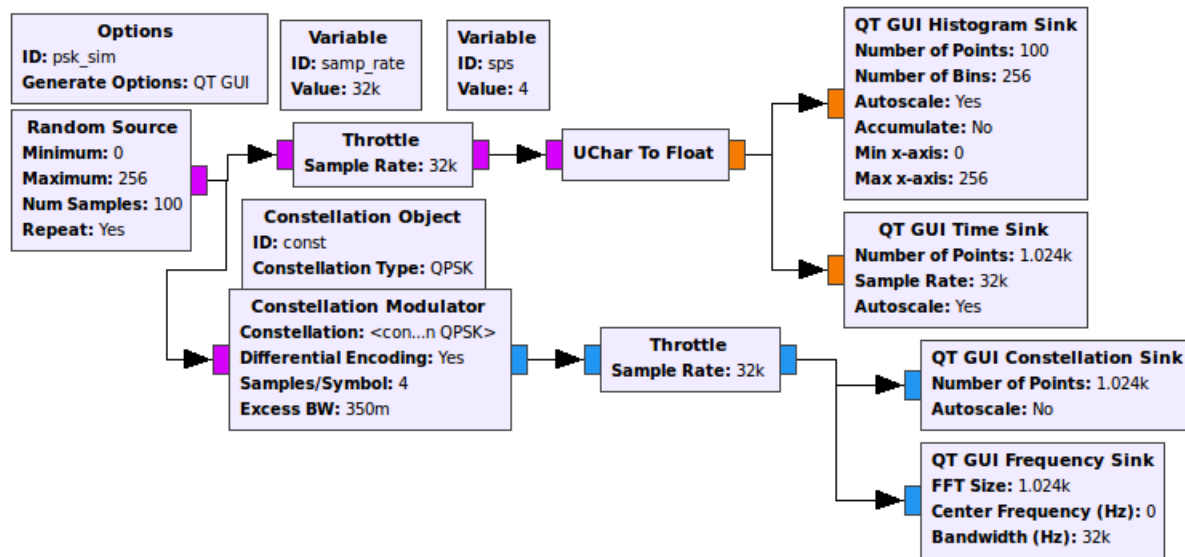 Options
ID: psk_sim
Generate Options: QT GUI
Variable
ID: samp_rate
Value: 32k
Variable
ID: sps
Value: 4
QT GUI Histogram Sink
Number of Points: 100
Number of Bins: 256
Autoscale: Yes
Accumulate: No
Min x-axis: 0
Max x-axis: 256
Random Source
Minimum: 0
Maximum: 256
Num Samples: 100
Repeat: Yes
Throttle
Sample Rate: 32k
UChar To Float
Constellation Object
ID: const
Constellation Type: QPSK
QT GUI Time Sink
Number of Points: 1.024k
Sample Rate: 32k
Autoscale: Yes
Constellation Modulator
Constellation: <con...n QPSK>
Differential Encoding: Yes
Samples/Symbol: 4
Excess BW: 350m
Throttle
Sample Rate: 32k
QT GUI Constellation Sink
Number of Points: 1.024k
Autoscale: No
QT GUI Frequency Sink
FFT Size: 1.024k
Center Frequency (Hz): 0
Bandwidth (Hz): 32k